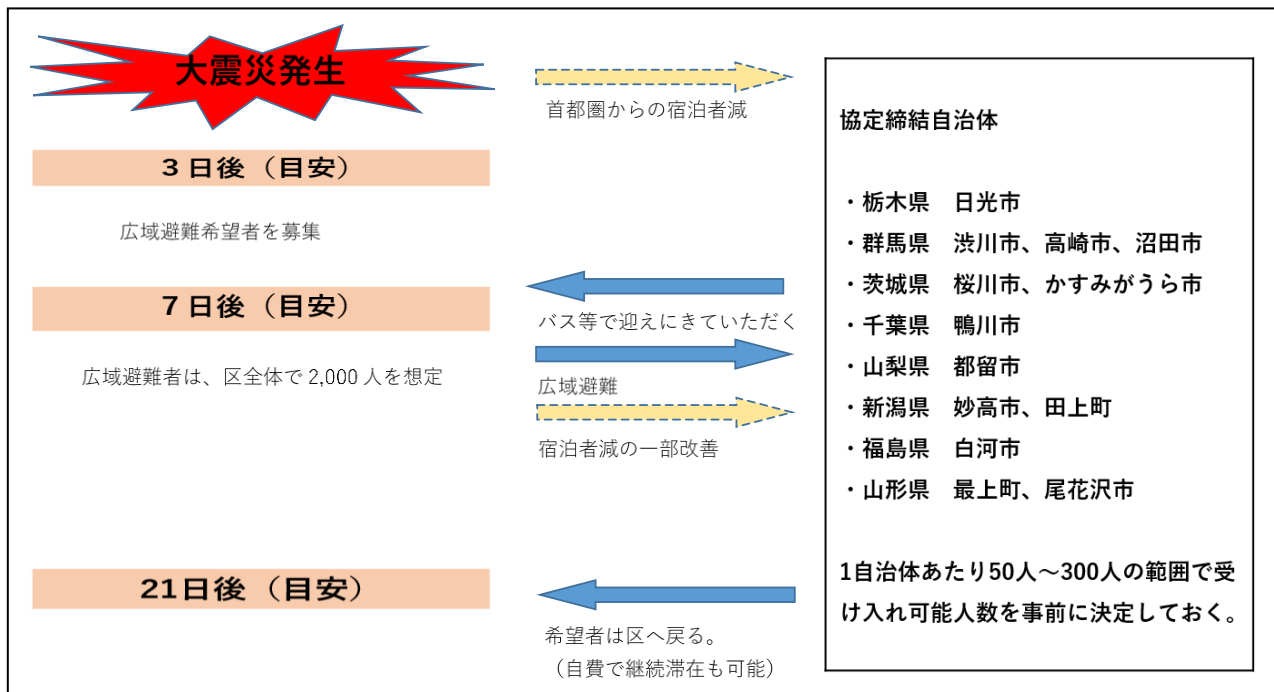 大震災発生
首都圏からの宿泊者減
3 日後（目安）
広域避難希望者を募集
7 日後（目安）
バス等で迎えにきていただく
広域避難者は、区全体で 2,000 人を想定
広域避難
宿泊者減の一部改善
21日後（目安）
希望者は区へ戻る。
（自費で継続滞在も可能）
協定締結自治体
・栃木県　日光市
・群馬県　渋川市、高崎市、沼田市
・茨城県　桜川市、かすみがうら市
・千葉県　鴨川市
・山梨県　都留市
・新潟県　妙高市、田上町
・福島県　白河市
・山形県　最上町、尾花沢市
1自治体あたり50人～300人の範囲で受
け入れ可能人数を事前に決定しておく。